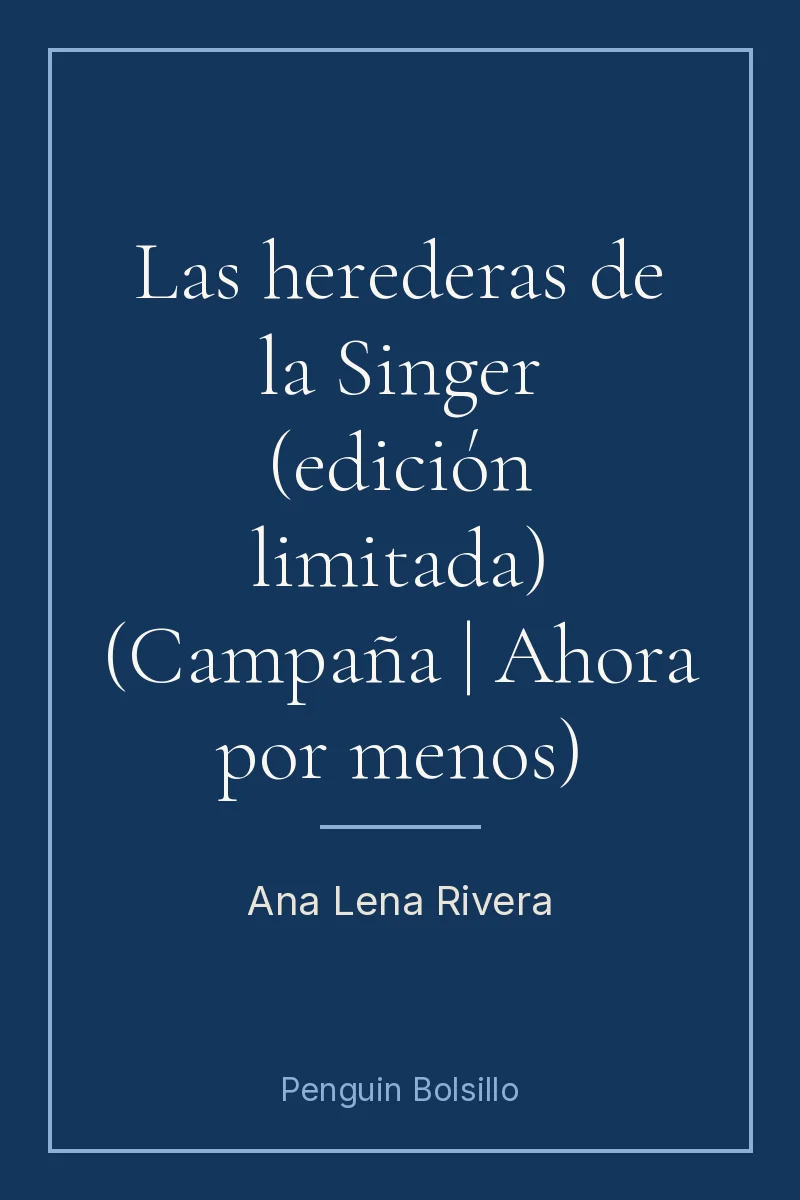 Las herederas de
la Singer
(edición
limitada)
(Campaña | Ahora
por menos)
Ana Lena Rivera
Penguin Bolsillo